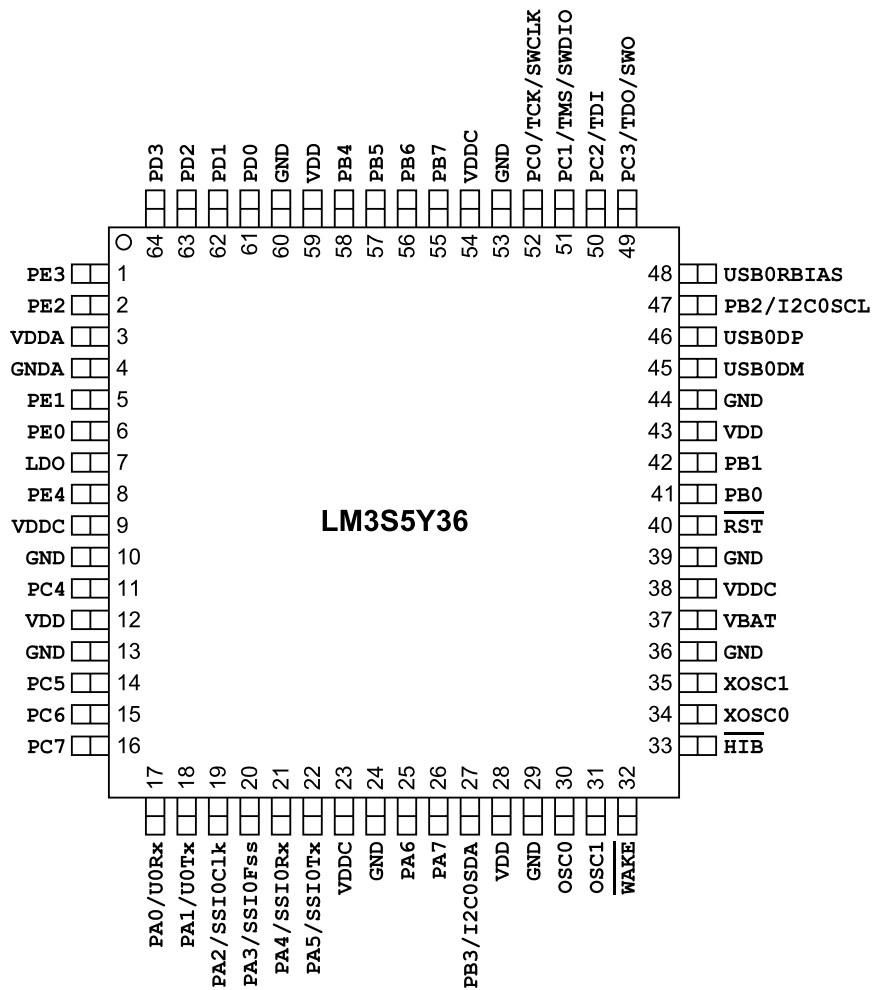 PD3 PD2 PD1 PD0 GND VDD PB4 PB5 PB6 PB7 VDDC GND PC0/TCK/SWCLK PC1/TMS/SWDIO PC2/TDI PC3/TDO/SWO
64 63 62 61 60 59 58 57 56 55 54 53 52 51 50 49
PE3 1 48 USB0RBIAS
PE2 2 47 PB2/I2C0SCL
VDDA 3 46 USB0DP
GNDA 4 45 USB0DM
PE1 5 44 GND
PE0 6 43 VDD
LDO 7 42 PB1
PE4 8 41 PB0
VDDC 9 40 RST
LM3S5Y36
GND 10 39 GND
PC4 11 38 VDDC
VDD 12 37 VBAT
GND 13 36 GND
PC5 14 35 XOSC1
PC6 15 34 XOSC0
PC7 16 33 HIB
17 18 19 20 21 22 23 24 25 26 27 28 29 30 31 32
PA0/U0Rx PA1/U0Tx PA2/SSI0Clk PA3/SSI0Fss PA4/SSI0Rx PA5/SSI0Tx VDDC GND PA6 PA7 PB3/I2C0SDA VDD GND OSC0 OSC1 WAKE